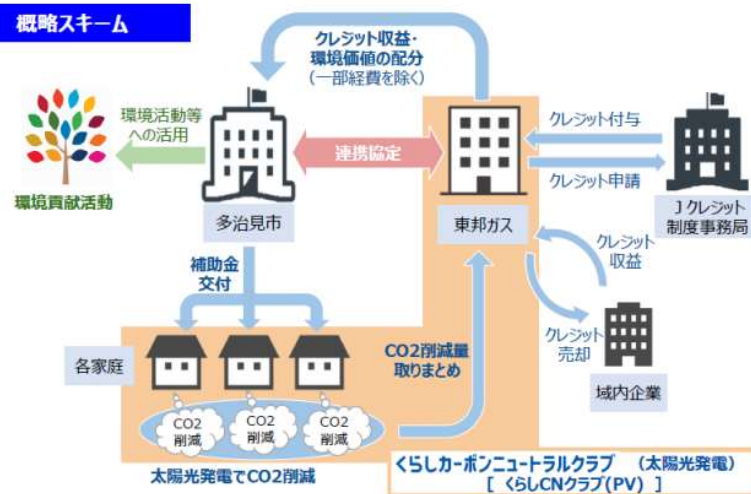 概略スキーム
クレジット収益・
環境価値の配分
(一部経費を除く)
環境活動等
への活用
環境貢献活動
連携協定
クレジット付与
クレジット申請
多治見市
東邦ガス
Jクレジット
制度事務局
補助金
交付
クレジット
収益
クレジット
売却
域内企業
各家庭
CO2削減量
取りまとめ
CO2
削減
CO2
削減
CO2
削減
太陽光発電でCO2削減
くらしカーボンニュートラルクラブ (太陽光発電)
[ くらしCNクラブ(PV) ]